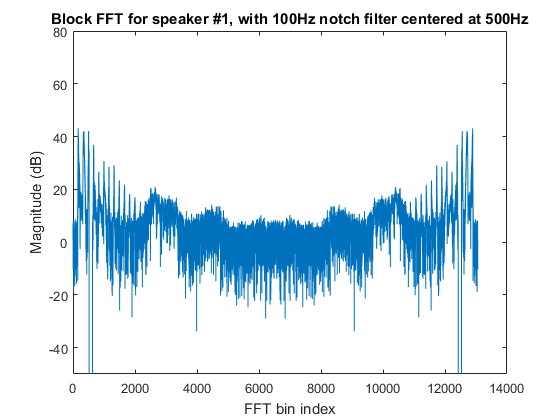 Block FFT for speaker #1, with 100Hz notch filter centered at 500Hz
80
60
40
20
0
-20
-40
Magnitude (dB)
0 2000 4000 6000 8000 10000 12000 14000
FFT bin index